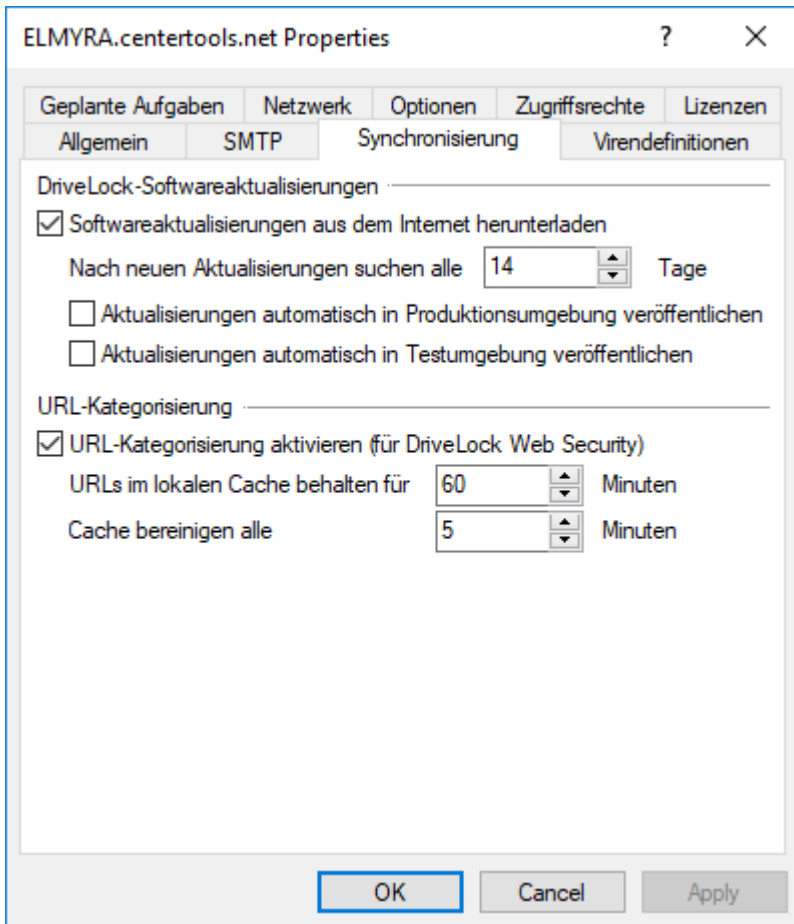 ELMYRA.centertools.net Properties ? ×
Geplante Aufgaben Netzwerk Optionen Zugriffsrechte Lizenzen
Allgemein SMTP Synchronisierung Virendefinitionen
DriveLock-Softwareaktualisierungen
Softwareaktualisierungen aus dem Internet herunterladen
Nach neuen Aktualisierungen suchen alle 14 Tage
Aktualisierungen automatisch in Produktionsumgebung veröffentlichen
Aktualisierungen automatisch in Testumgebung veröffentlichen
URL-Kategorisierung
URL-Kategorisierung aktivieren (für DriveLock Web Security)
URLs im lokalen Cache behalten für 60 Minuten
Cache bereinigen alle 5 Minuten
OK Cancel Apply